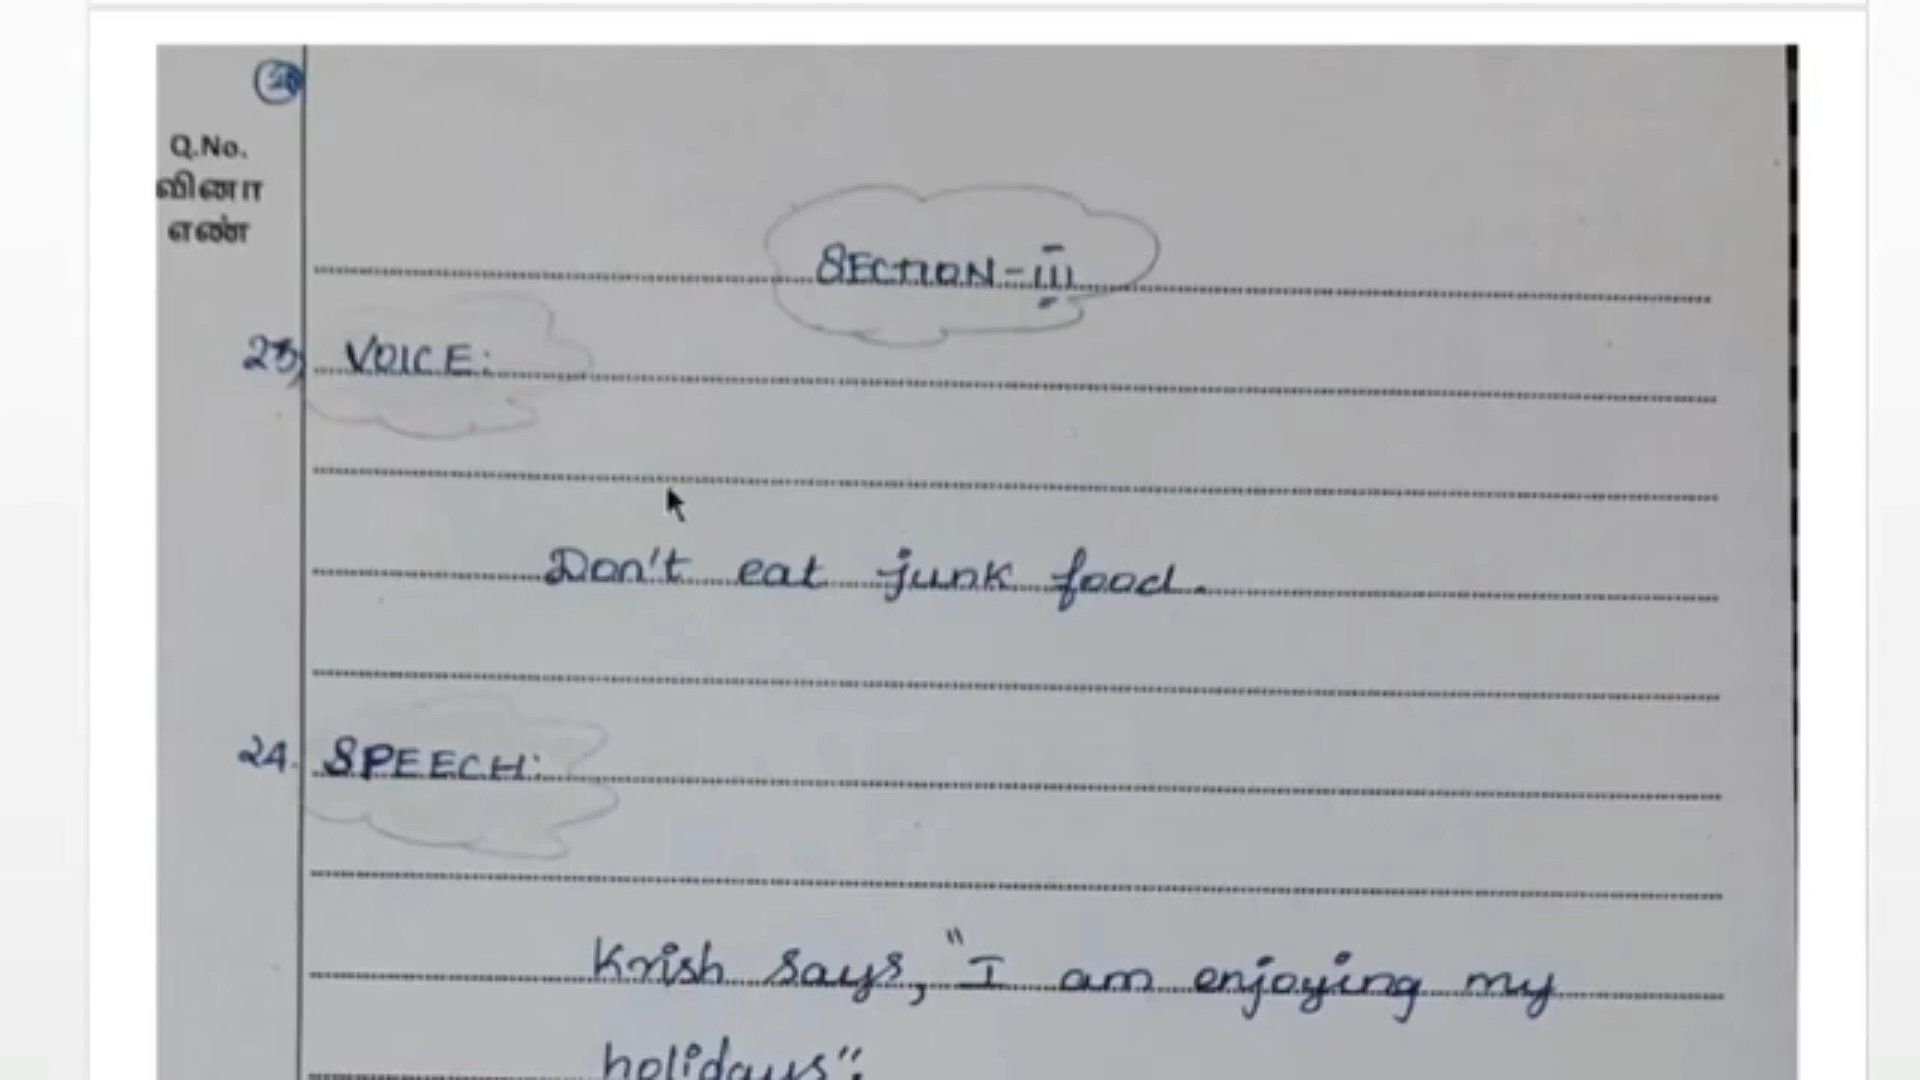 Q.No.
வினா
எண்
SECTION-III
23) VOICE:
Don't eat junk food.
24. SPEECH:
Krish says, "I am enjoying my
holidays".